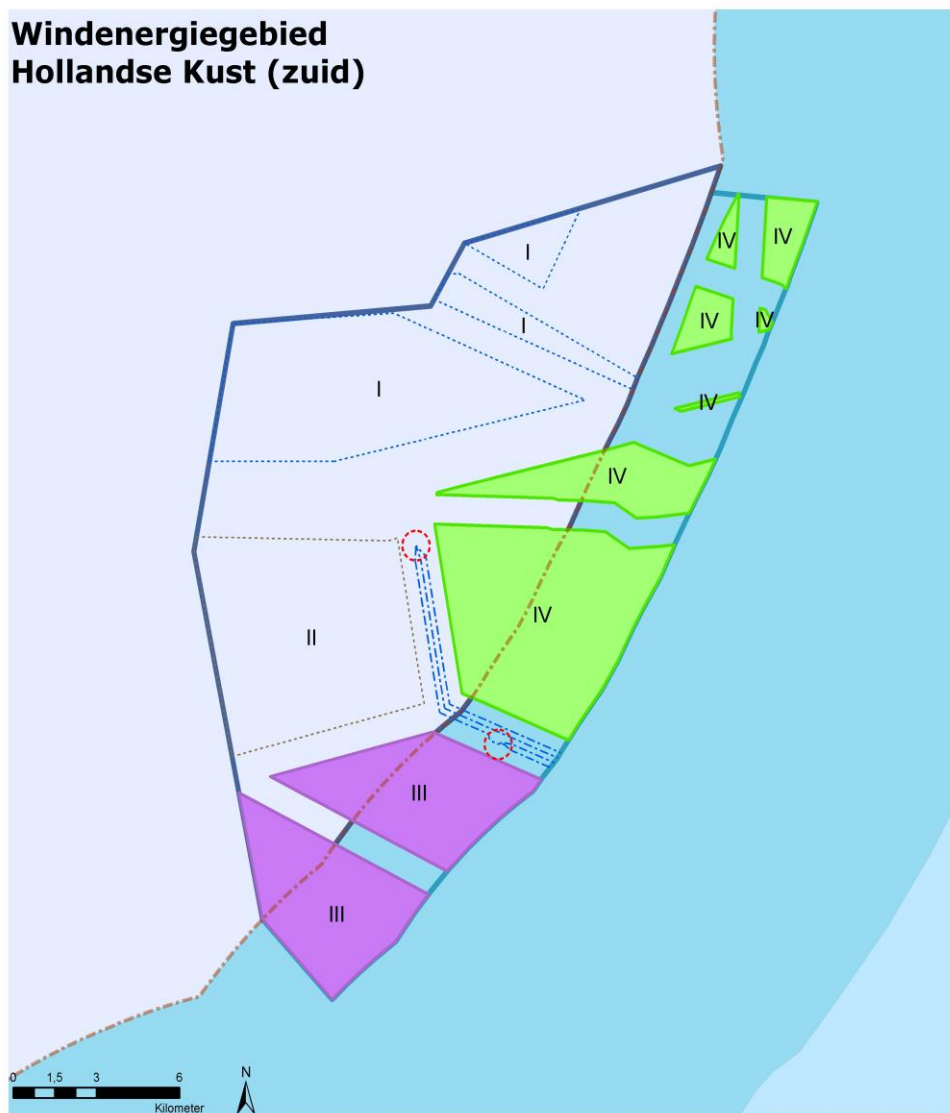 Windenergiegebied
Hollandse Kust (zuid)
I
IV
IV
I
IV
IV
I
IV
IV
II
IV
III
III
0 1,5 3 6
Kilometer
N